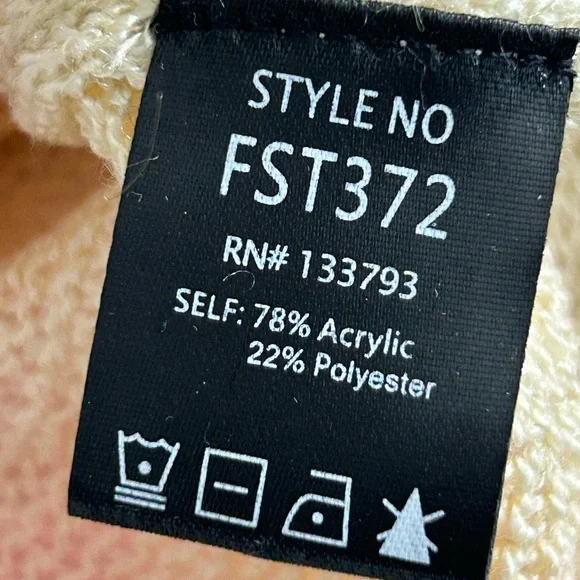 STYLE NO
FST372
RN# 133793
SELF: 78% Acrylic
22% Polyester